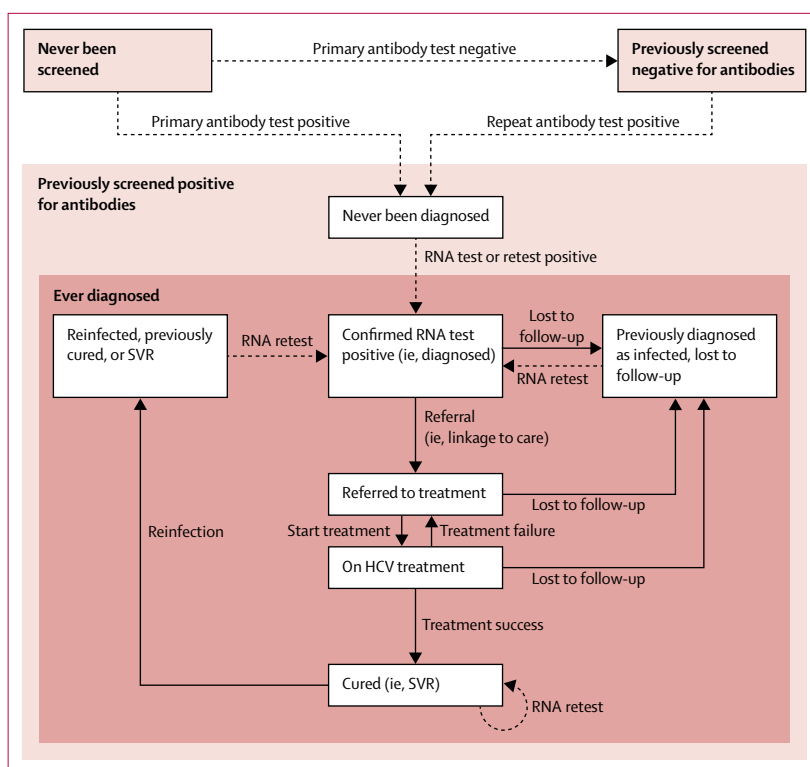 Never been
screened
Primary antibody test negative
Previously screened
negative for antibodies
Primary antibody test positive
Repeat antibody test positive
Previously screened positive
for antibodies
Never been diagnosed
RNA test or retest positive
Ever diagnosed
Reinfected, previously
cured, or SVR
RNA retest
Confirmed RNA test
positive (ie, diagnosed)
Lost to
follow-up
RNA retest
Previously diagnosed
as infected, lost to
follow-up
Referral
(ie, linkage to care)
Referred to treatment
Lost to follow-up
Reinfection
Start treatment
Treatment failure
On HCV treatment
Lost to follow-up
Treatment success
Cured (ie, SVR)
RNA retest